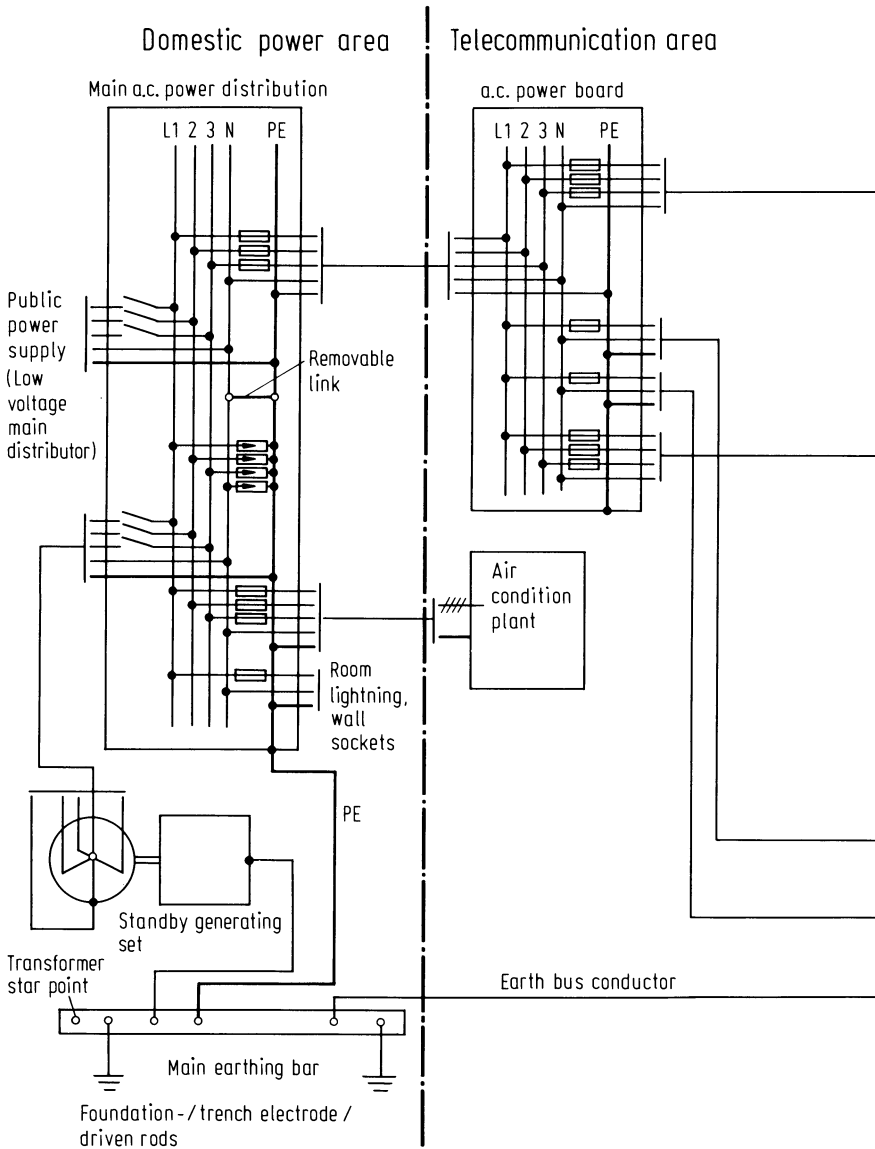 Domestic power area
Telecommunication area
Main a.c. power distribution
a.c. power board
L1 2 3 N PE
L1 2 3 N PE
Public
power
supply
(Low
voltage
main
distributor)
Removable
link
Air
condition
plant
Room
lightning,
wall
sockets
PE
Standby generating
set
Transformer
star point
Earth bus conductor
Main earthing bar
Foundation-/trench electrode/
driven rods